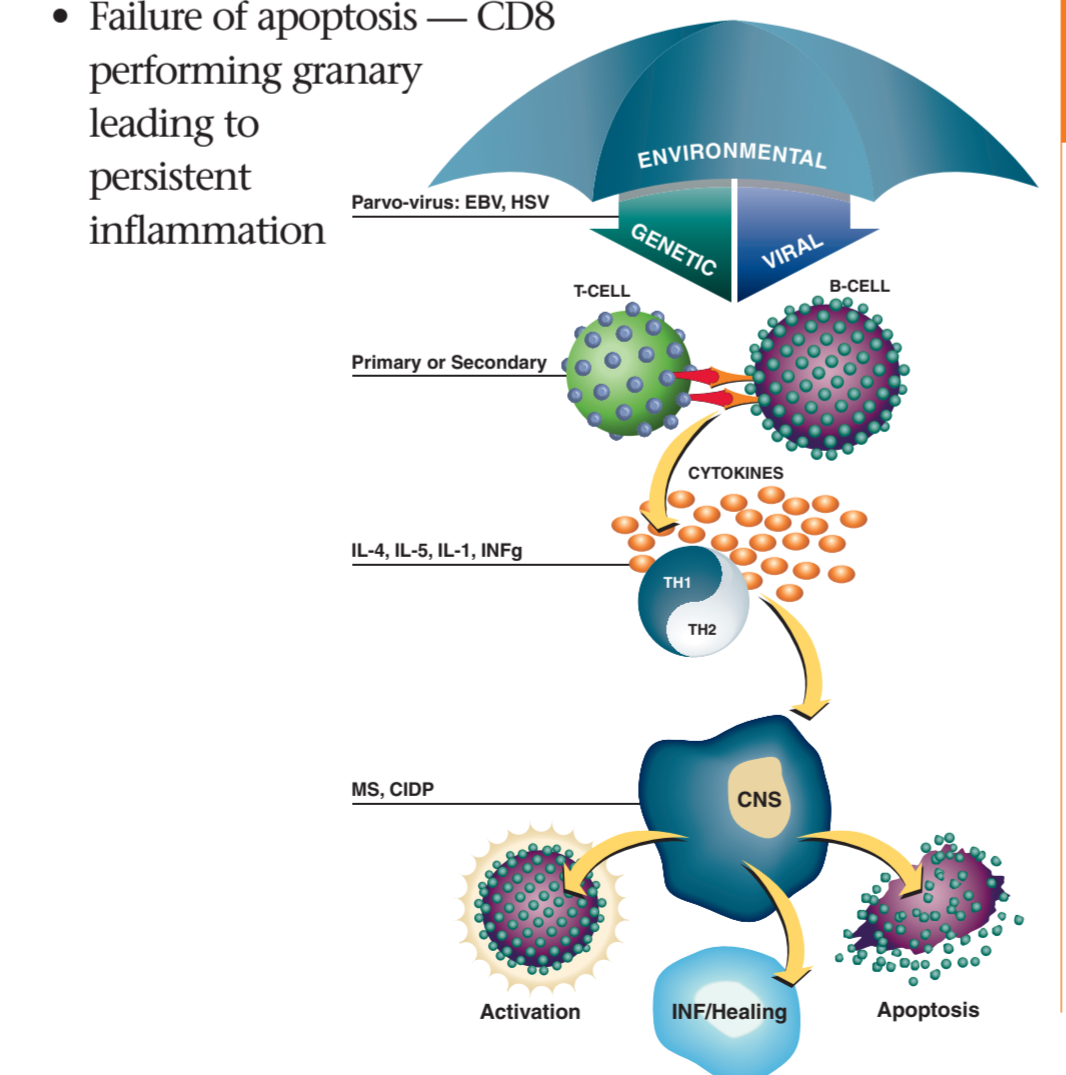 • Failure of apoptosis — CD8
performing granary
leading to
persistent
inflammation
ENVIRONMENTAL
Parvo-virus: EBV, HSV
GENETIC
VIRAL
T-CELL
B-CELL
Primary or Secondary
CYTOKINES
IL-4, IL-5, IL-1, INFg
TH1
TH2
MS, CIDP
CNS
Activation
INF/Healing
Apoptosis